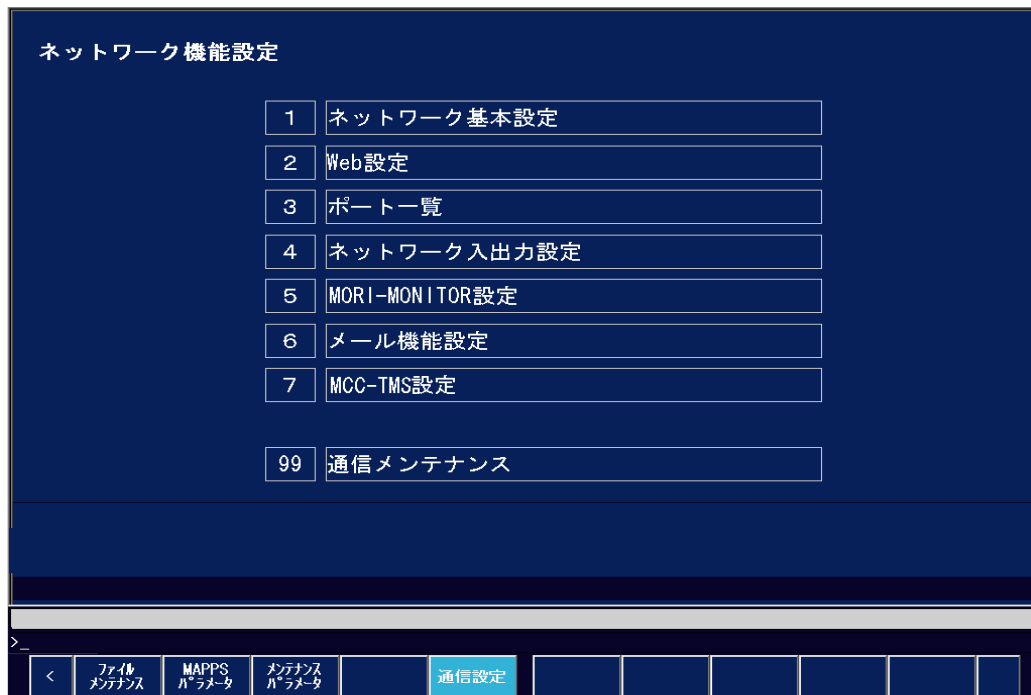 ネットワーク機能設定
1 ネットワーク基本設定
2 Web設定
3 ポート一覧
4 ネットワーク入出力設定
5 MORI-MONITOR設定
6 メール機能設定
7 MCC-TMS設定
99 通信メンテナンス
>_
< ファイル メンテナンス MAPPS パラメータ メンテナンス パラメータ 通信設定